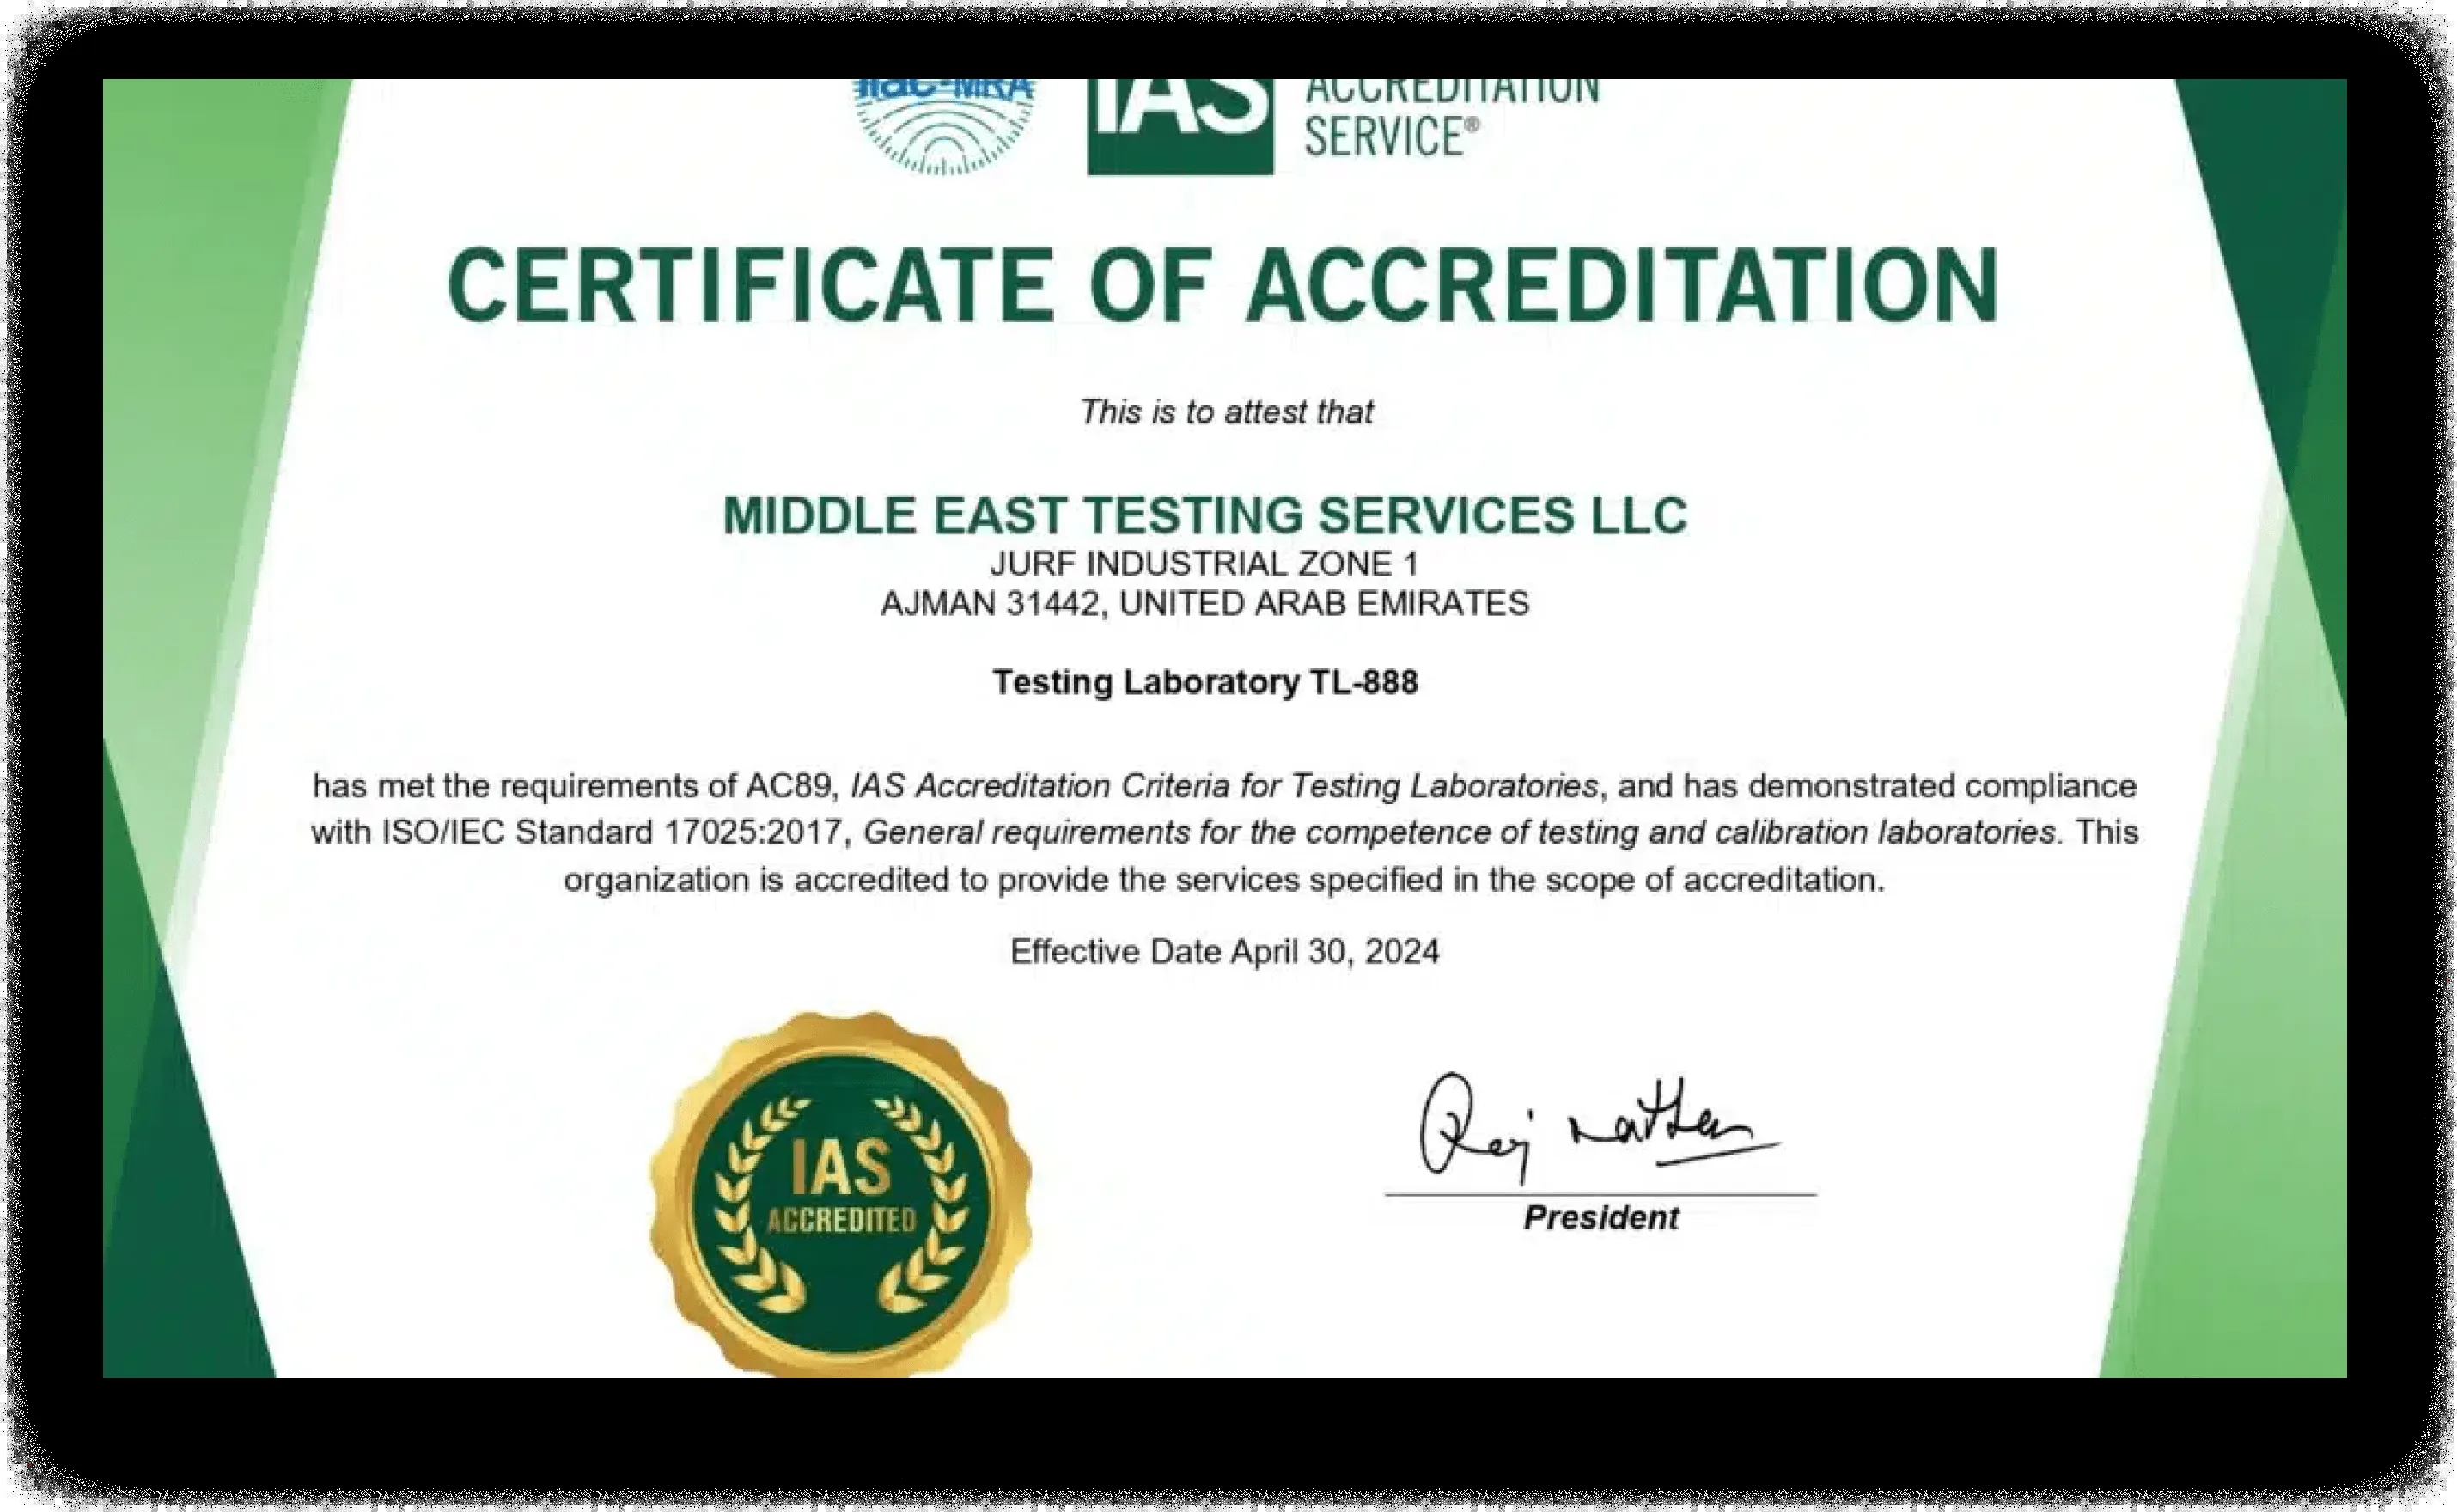 ilac-MRA
IAS
ACCREDITATION
SERVICE®
CERTIFICATE OF ACCREDITATION
This is to attest that
MIDDLE EAST TESTING SERVICES LLC
JURF INDUSTRIAL ZONE 1
AJMAN 31442, UNITED ARAB EMIRATES
Testing Laboratory TL-888
has met the requirements of AC89, IAS Accreditation Criteria for Testing Laboratories, and has demonstrated compliance
with ISO/IEC Standard 17025:2017, General requirements for the competence of testing and calibration laboratories. This
organization is accredited to provide the services specified in the scope of accreditation.
Effective Date April 30, 2024
IAS
ACCREDITED
Raj Nathan
President